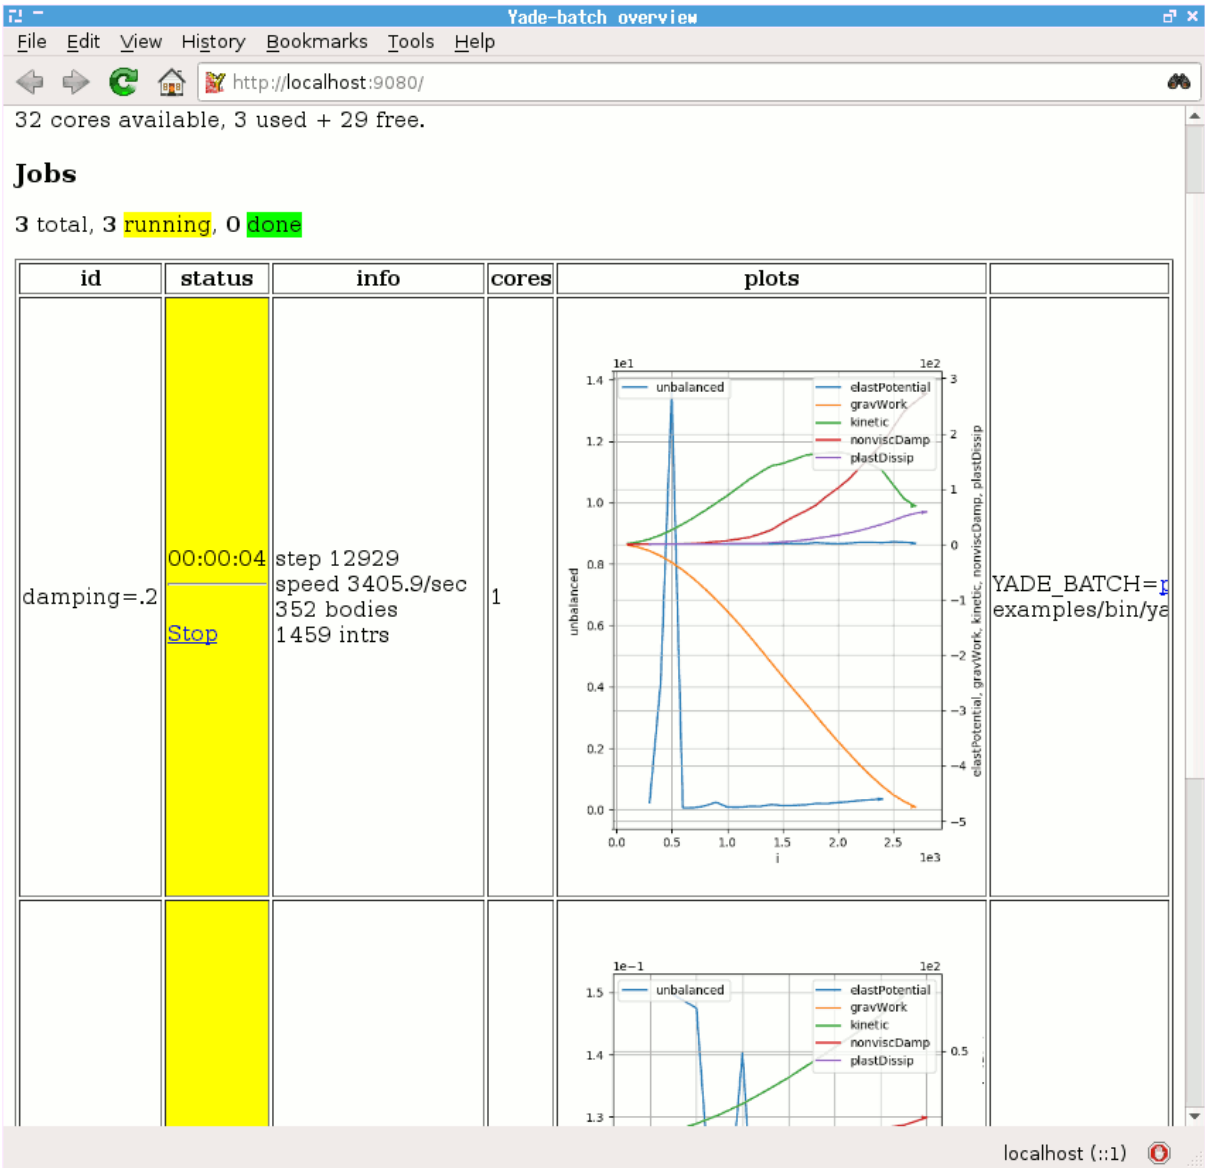 Yade-batch overview
File Edit View History Bookmarks Tools Help
http://localhost:9080/
32 cores available, 3 used + 29 free.
Jobs
3 total, 3 running, 0 done
id status info cores plots
damping=.2
00:00:04
Stop
step 12929
speed 3405.9/sec
352 bodies
1459 intrs
1
1e1 1e2
unbalanced
elastPotential
gravWork
kinetic
nonviscDamp
plastDissip
1.4
1.2
1.0
0.8
0.6
0.4
0.2
0.0
unbalanced
3
2
1
0
−1
−2
−3
−4
−5
elastPotential, gravWork, kinetic, nonviscDamp, plastDissip
0.0 0.5 1.0 1.5 2.0 2.5
i 1e3
YADE_BATCH=p
examples/bin/ya
1e−1 1e2
unbalanced
elastPotential
gravWork
kinetic
nonviscDamp
plastDissip
1.5
1.4
1.3
0.5
localhost (::1)